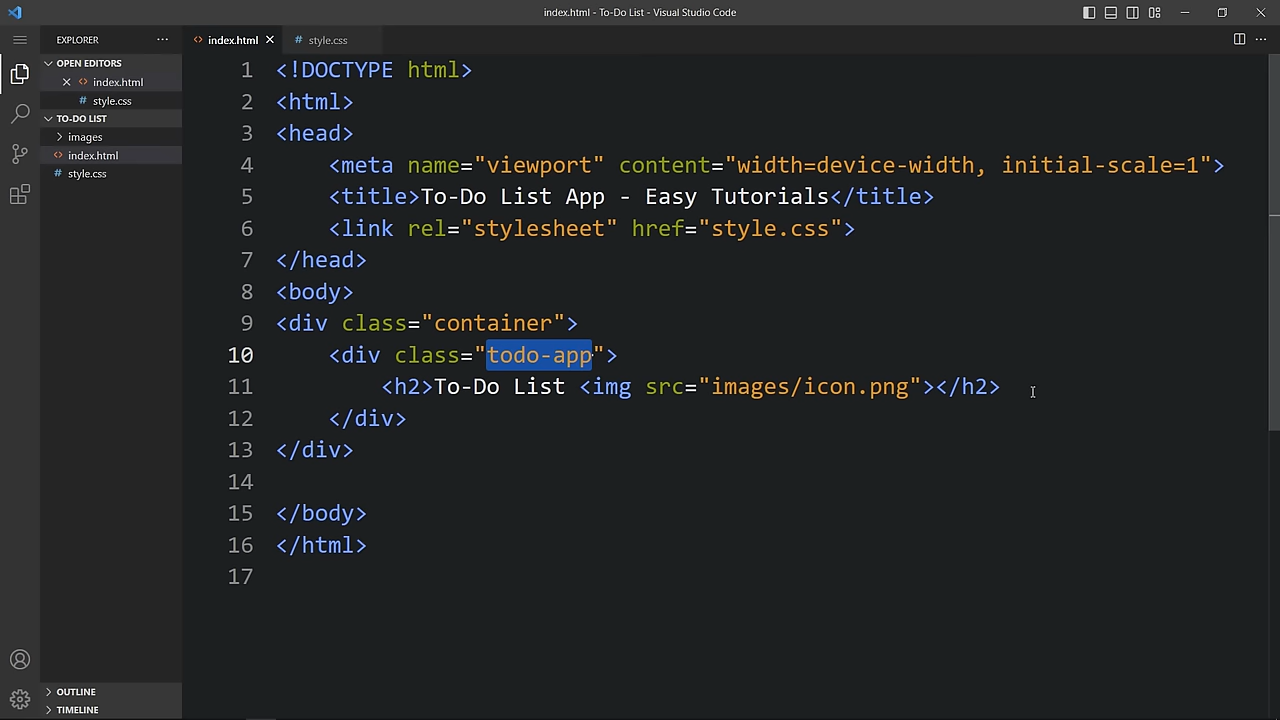 index.html - To-Do List - Visual Studio Code
EXPLORER
OPEN EDITORS
index.html
# style.css
TO-DO LIST
images
index.html
# style.css
OUTLINE
TIMELINE
index.html
# style.css
1 <!DOCTYPE html>
2 <html>
3 <head>
4     <meta name="viewport" content="width=device-width, initial-scale=1">
5     <title>To-Do List App - Easy Tutorials</title>
6     <link rel="stylesheet" href="style.css">
7 </head>
8 <body>
9 <div class="container">
10     <div class="todo-app">
11         <h2>To-Do List <img src="images/icon.png"></h2>
12     </div>
13 </div>
14
15 </body>
16 </html>
17